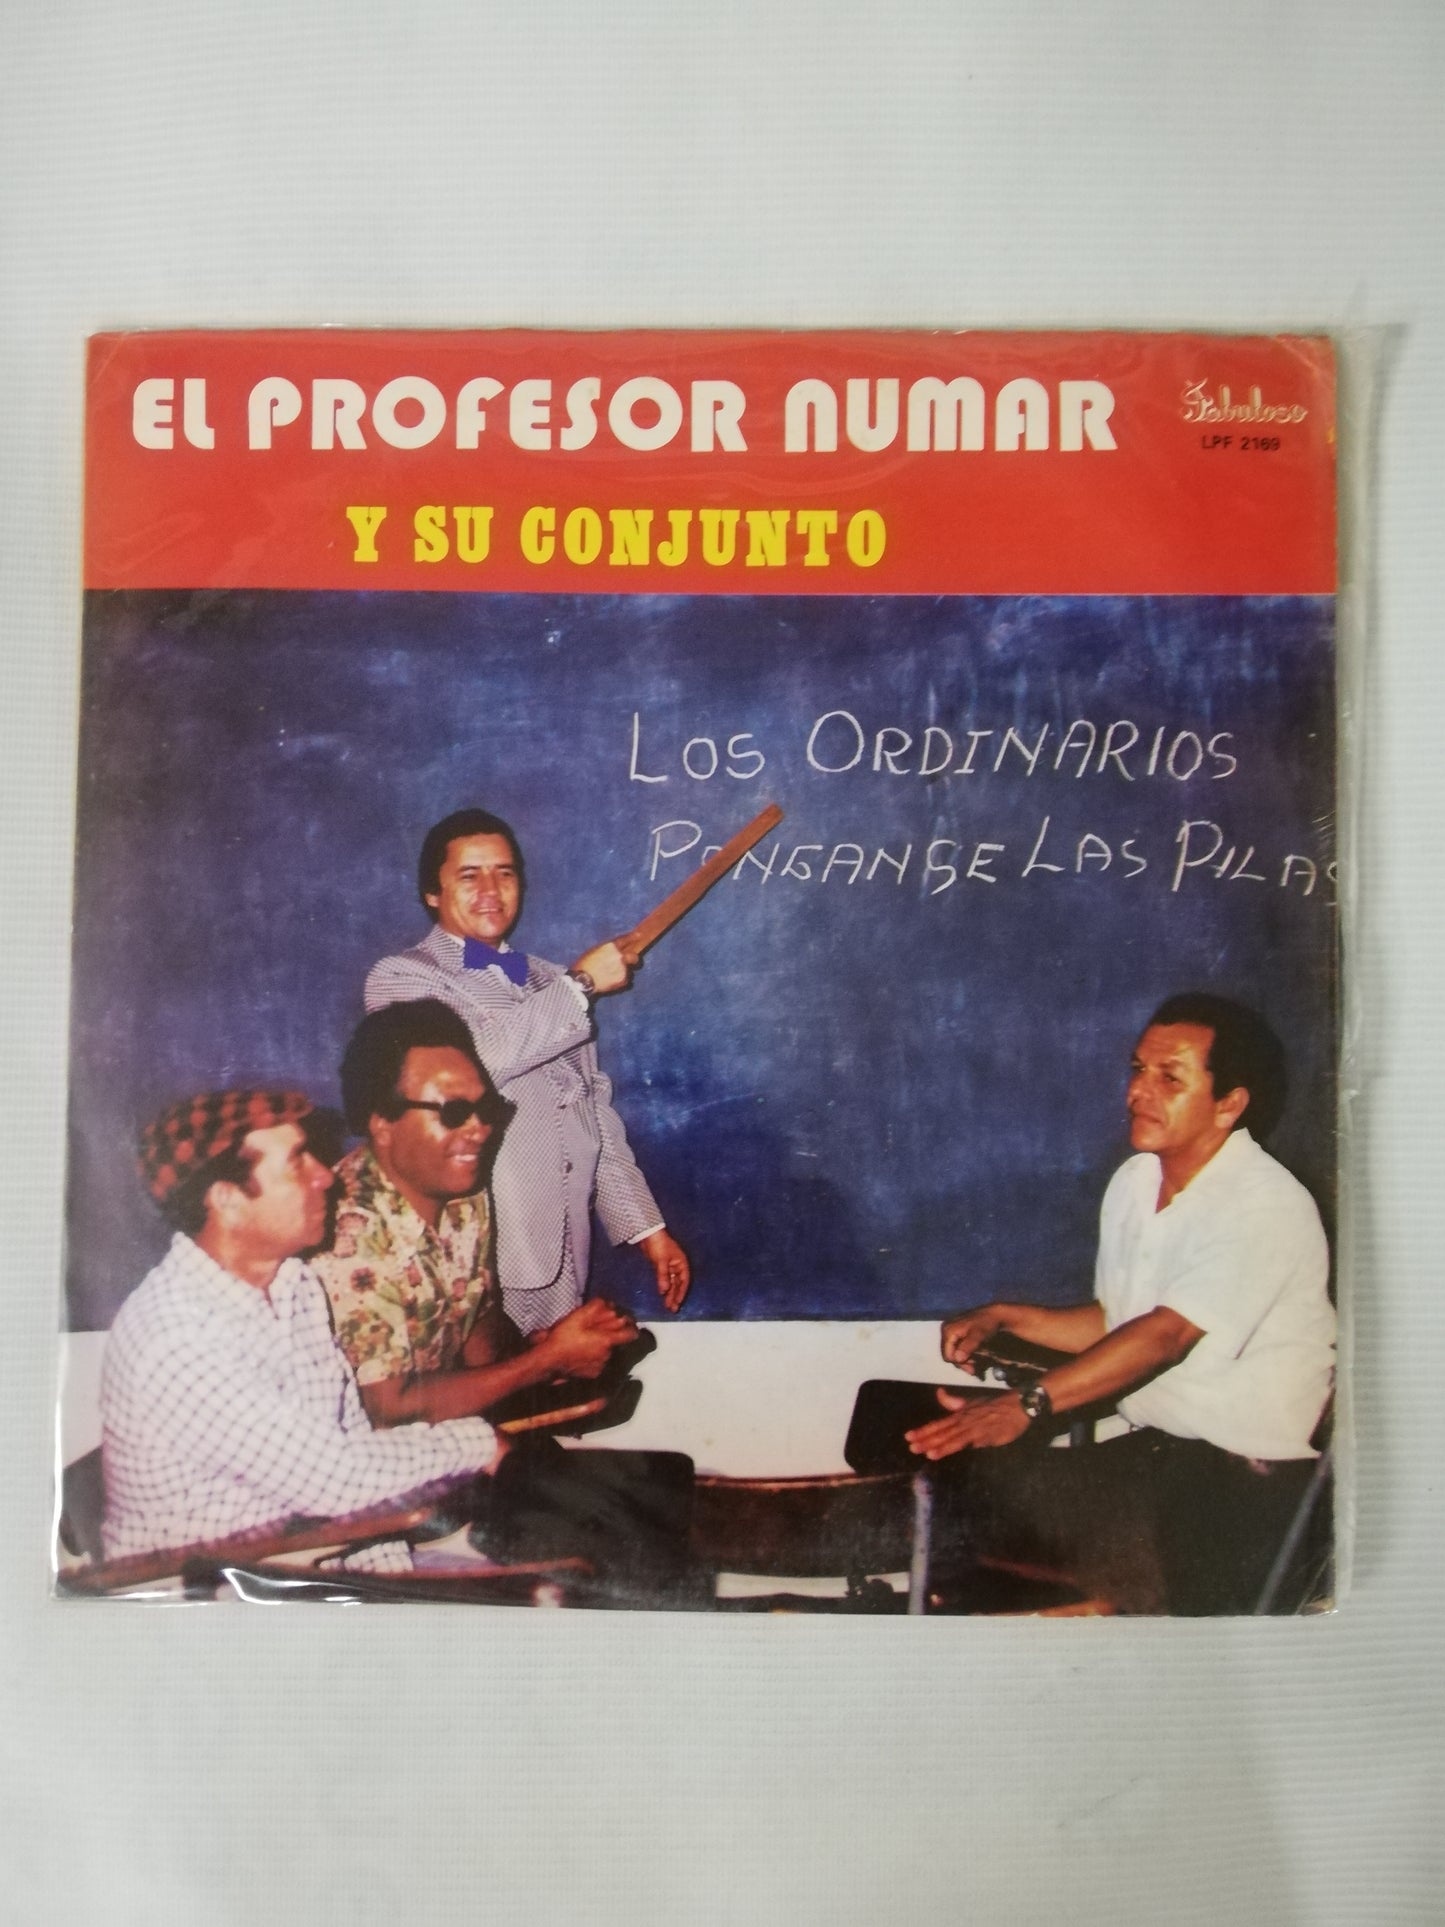 EL PROFESOR NUMAR
Fabuloso
LPF 2169
Y SU CONJUNTO
LOS ORDINARIOS
PONGANSE LAS PILAS